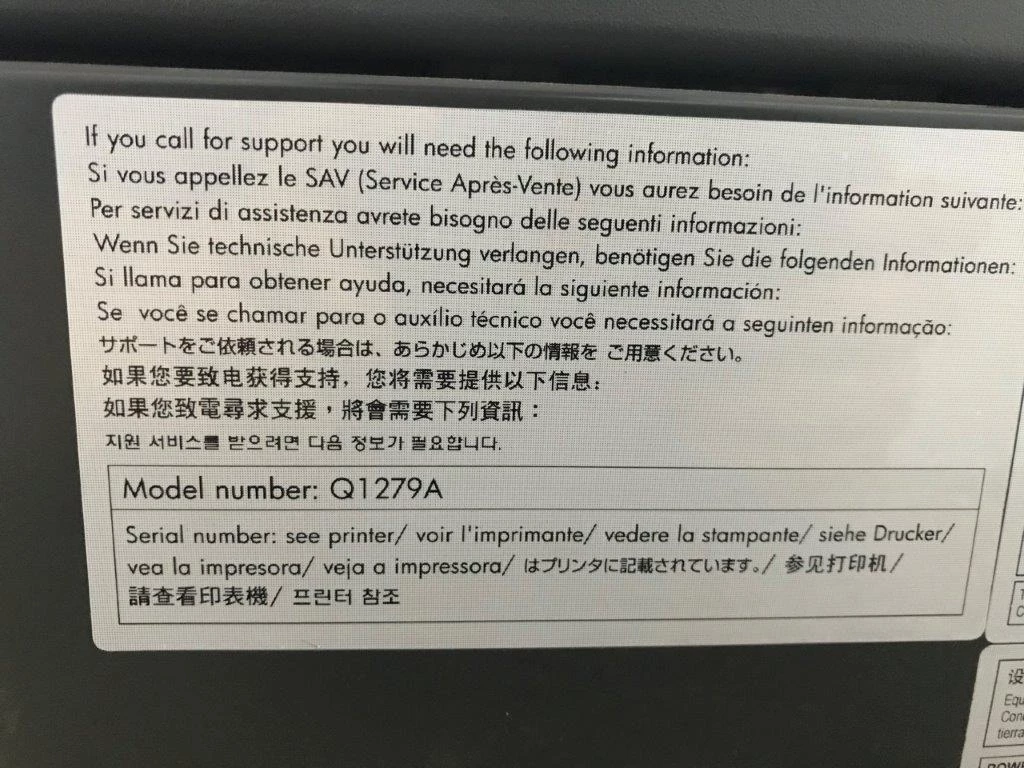 If you call for support you will need the following information:
Si vous appellez le SAV (Service Après-Vente) vous aurez besoin de l'information suivante:
Per servizi di assistenza avrete bisogno delle seguenti informazioni:
Wenn Sie technische Unterstützung verlangen, benötigen Sie die folgenden Informationen:
Si llama para obtener ayuda, necesitará la siguiente información:
Se você se chamar para o auxílio técnico você necessitará a seguinten informação:
サポートをご依頼される場合は、あらかじめ以下の情報を ご用意ください。
如果您要致电获得支持，您将需要提供以下信息：
如果您致電尋求支援，將會需要下列資訊：
지원 서비스를 받으려면 다음 정보가 필요합니다.
Model number: Q1279A
Serial number: see printer/ voir l'imprimante/ vedere la stampante/ siehe Drucker/
vea la impresora/ veja a impressora/ はプリンタに記載されています。/ 参见打印机/
請查看印表機/ 프린터 참조
设